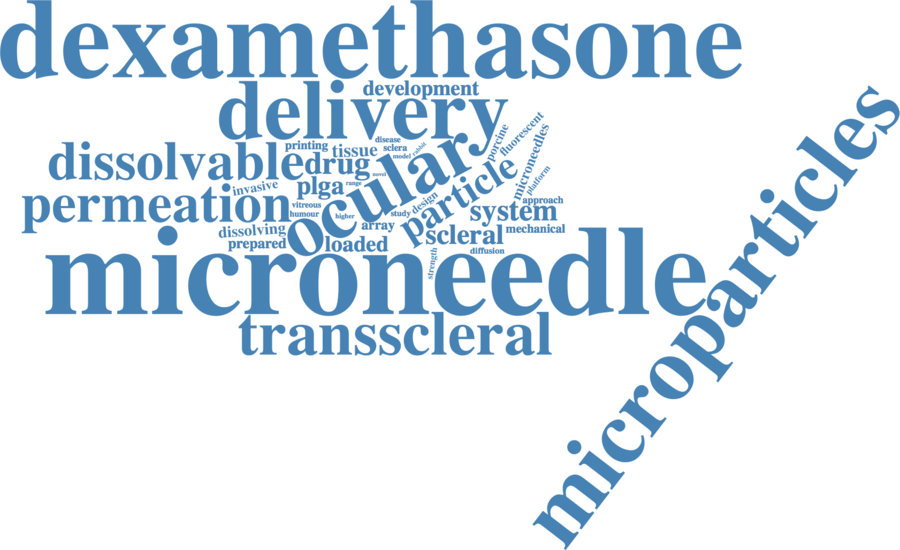 dexamethasone
development
delivery
disease
printing
sclera
tissue
model
rabbit
porcine
fluorescent
dissolvable
drug
novel
ocular
microneedles
particle
platform
invasive
plga
range
design
permeation
vitreous
humour
higher
study
array
approach
system
dissolving
mechanical
prepared
loaded
scleral
diffusion
strength
microneedle
transscleral
microparticles